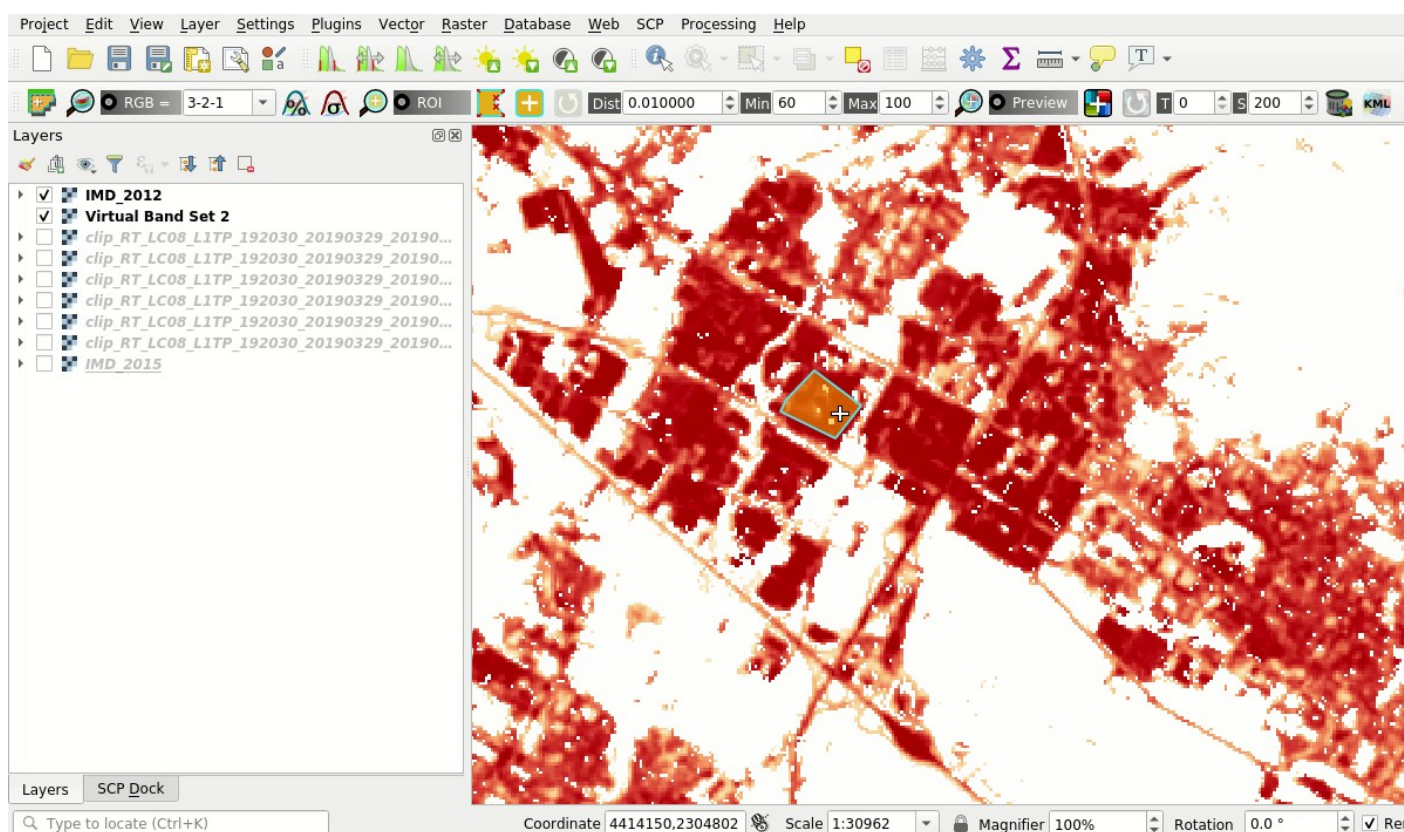 Project Edit View Layer Settings Plugins Vector Raster Database Web SCP Processing Help
a Σ T
RGB = 3-2-1 ROI Dist 0.010000 Min 60 Max 100 Preview T 0 S 200 KML
Layers
IMD_2012
Virtual Band Set 2
clip_RT_LC08_L1TP_192030_20190329_20190...
clip_RT_LC08_L1TP_192030_20190329_20190...
clip_RT_LC08_L1TP_192030_20190329_20190...
clip_RT_LC08_L1TP_192030_20190329_20190...
clip_RT_LC08_L1TP_192030_20190329_20190...
clip_RT_LC08_L1TP_192030_20190329_20190...
IMD_2015
Layers SCP Dock
Type to locate (Ctrl+K) Coordinate 4414150,2304802 Scale 1:30962 Magnifier 100% Rotation 0.0 °